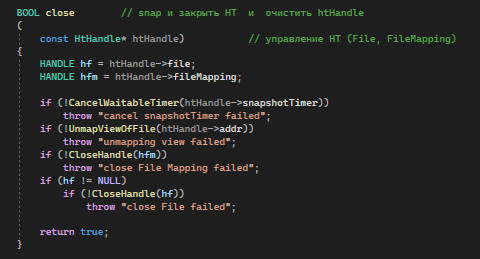 BOOL close        // snap и закрыть HT  и  очистить htHandle
(
    const HtHandle* htHandle)           // управление HT (File, FileMapping)
{
    HANDLE hf = htHandle->file;
    HANDLE hfm = htHandle->fileMapping;

    if (!CancelWaitableTimer(htHandle->snapshotTimer))
        throw "cancel snapshotTimer failed";
    if (!UnmapViewOfFile(htHandle->addr))
        throw "unmapping view failed";
    if (!CloseHandle(hfm))
        throw "close File Mapping failed";
    if (hf != NULL)
        if (!CloseHandle(hf))
            throw "close File failed";

    return true;
}